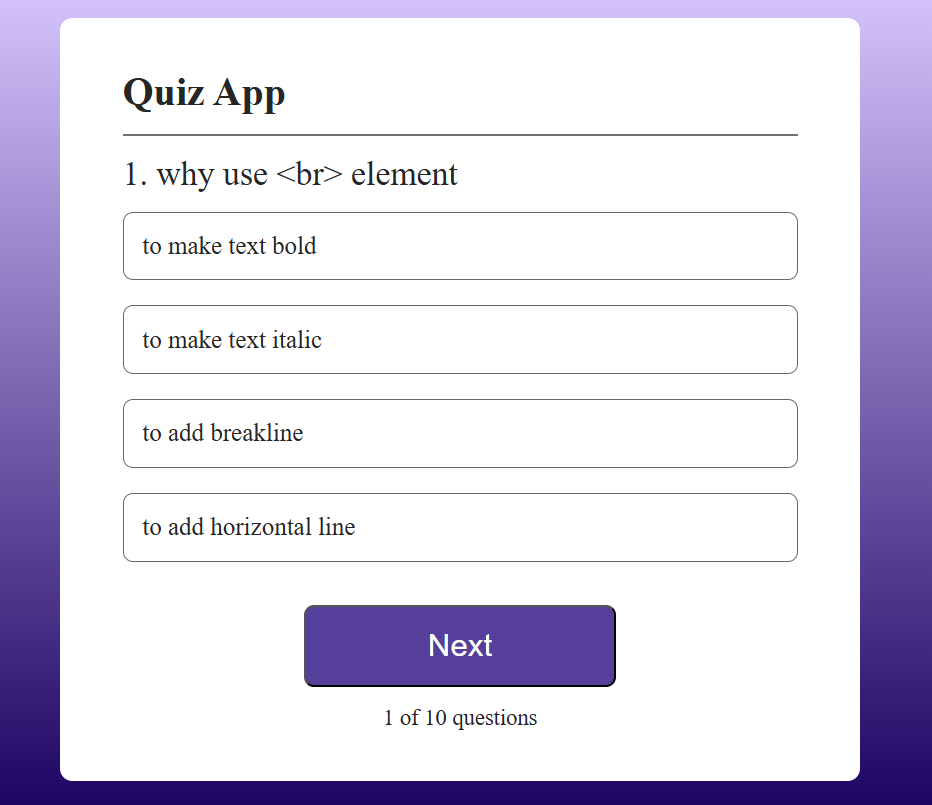 Quiz App
1. why use <br> element
to make text bold
to make text italic
to add breakline
to add horizontal line
Next
1 of 10 questions